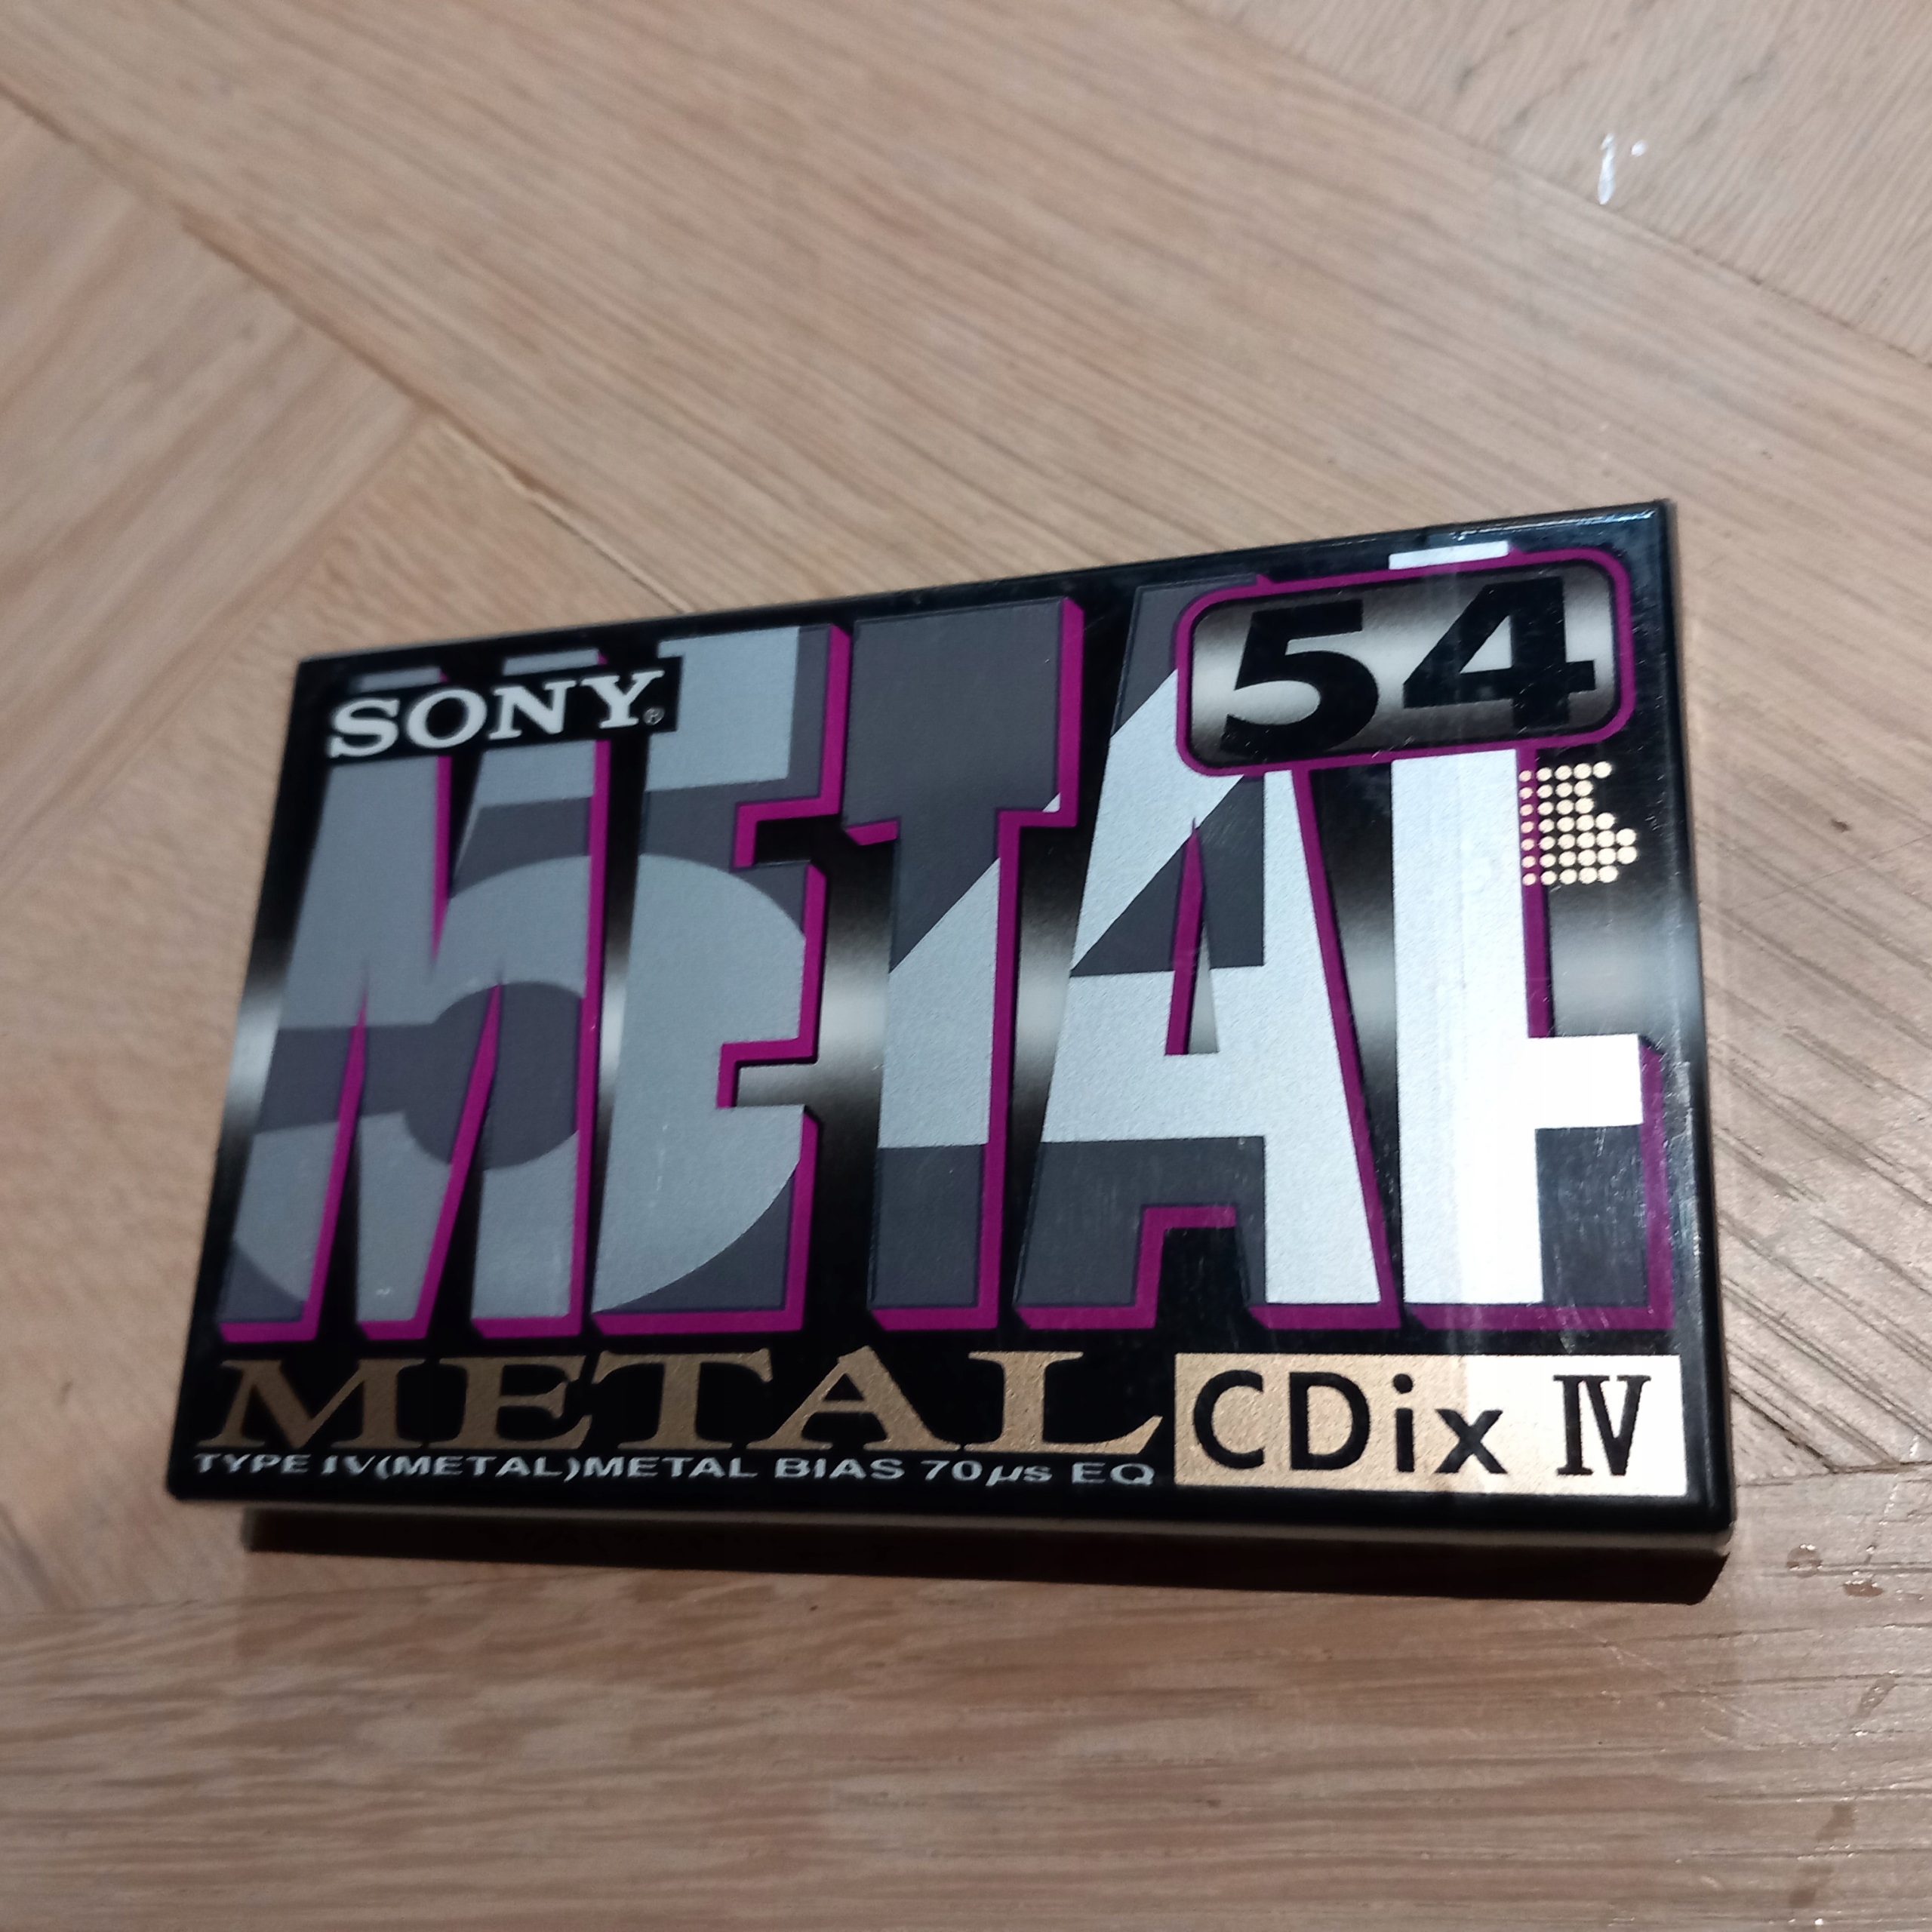 SONY®
54
METAL
METAL
CDix IV
TYPE IV(METAL)METAL BIAS 70μs EQ